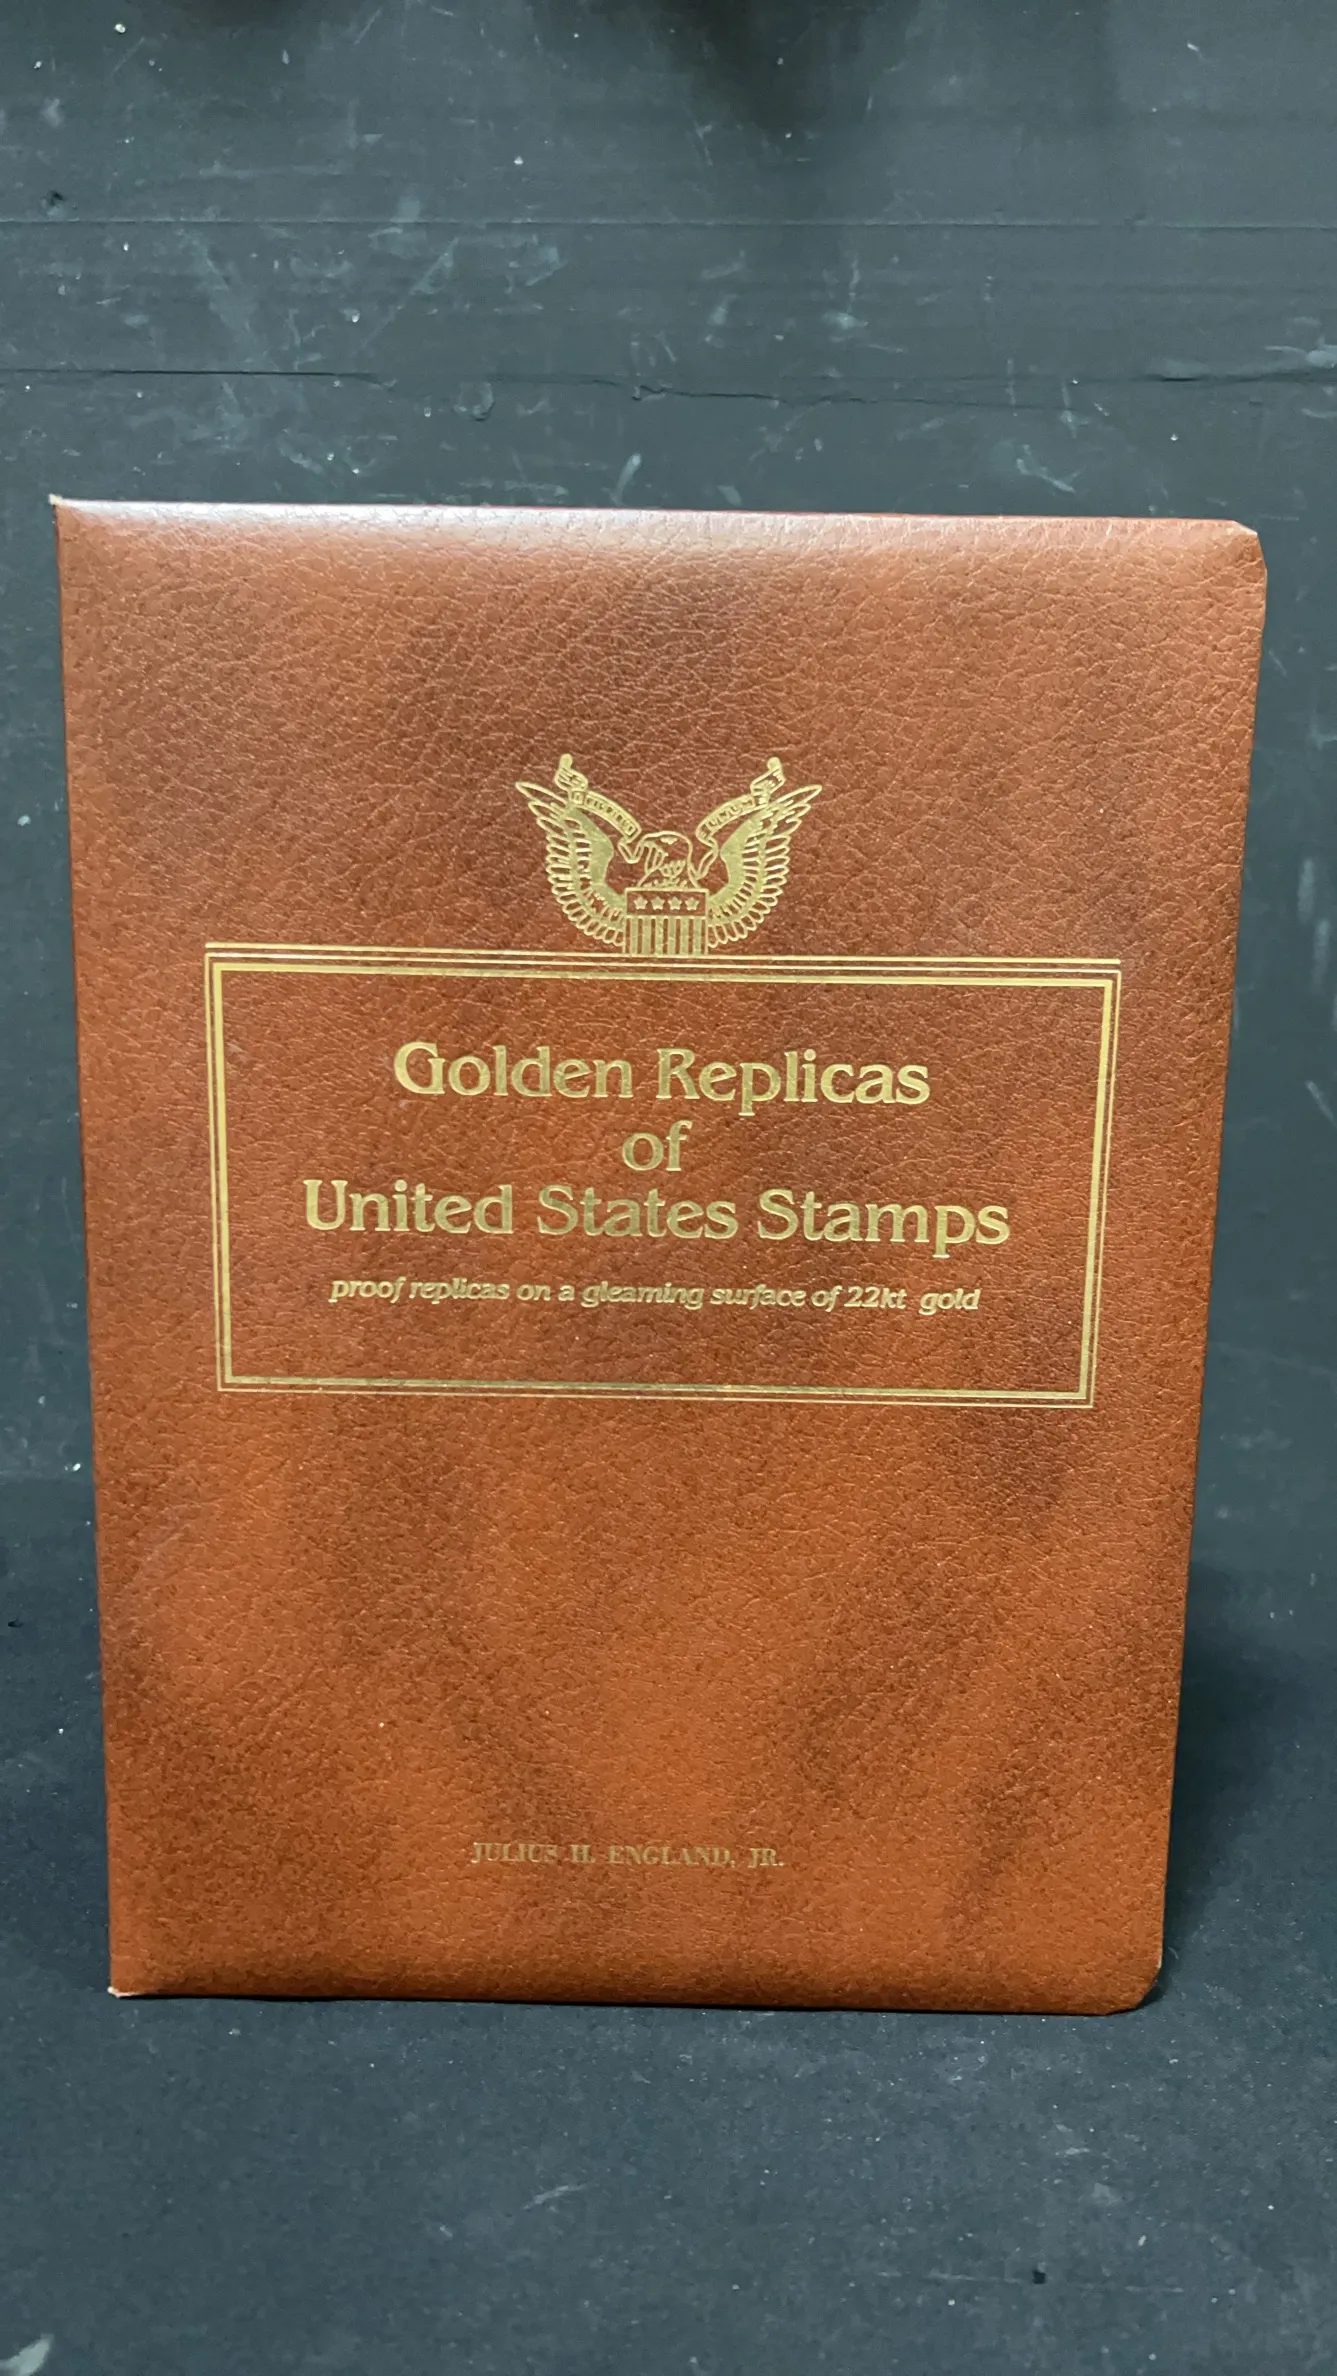 Golden Replicas
of
United States Stamps
proof replicas on a gleaming surface of 22kt gold
JULIUS H. ENGLAND, JR.